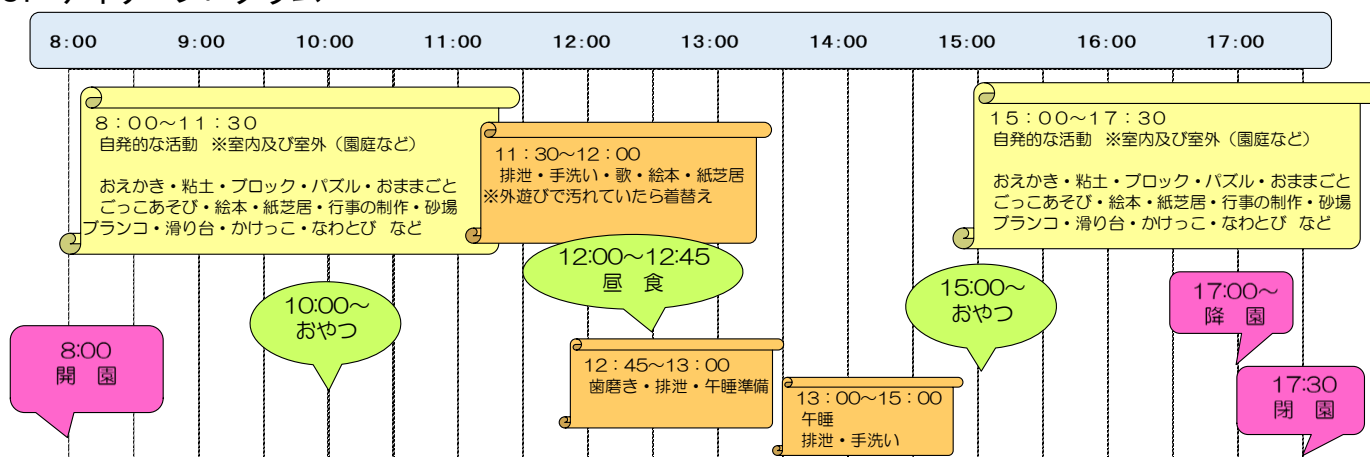 8:00 9:00 10:00 11:00 12:00 13:00 14:00 15:00 16:00 17:00
8：00～11：30
自発的な活動 ※室内及び室外（園庭など）
おえかき・粘土・ブロック・パズル・おままごと
ごっこあそび・絵本・紙芝居・行事の制作・砂場
ブランコ・滑り台・かけっこ・なわとび など
11：30～12：00
排泄・手洗い・歌・絵本・紙芝居
※外遊びで汚れていたら着替え
15：00～17：30
自発的な活動 ※室内及び室外（園庭など）
おえかき・粘土・ブロック・パズル・おままごと
ごっこあそび・絵本・紙芝居・行事の制作・砂場
ブランコ・滑り台・かけっこ・なわとび など
12:00～12:45
昼 食
10:00～
おやつ
15:00～
おやつ
17:00～
降 園
8:00
開 園
12：45～13：00
歯磨き・排泄・午睡準備
13：00～15：00
午睡
排泄・手洗い
17:30
閉 園